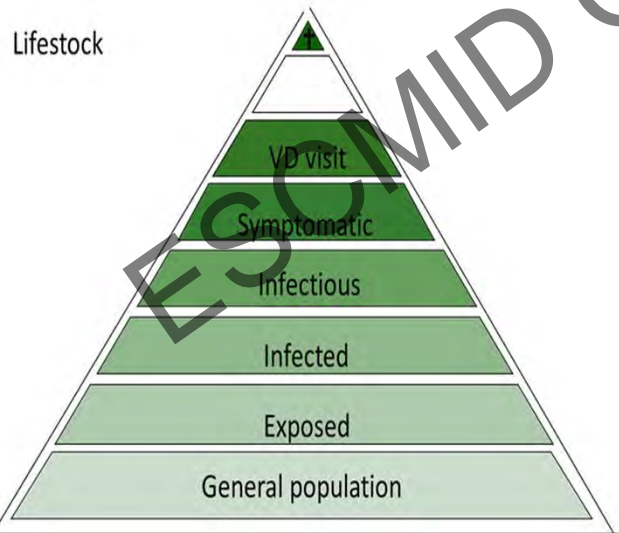 Lifestock
†
VD visit
Symptomatic
Infectious
Infected
Exposed
General population
ESCMID